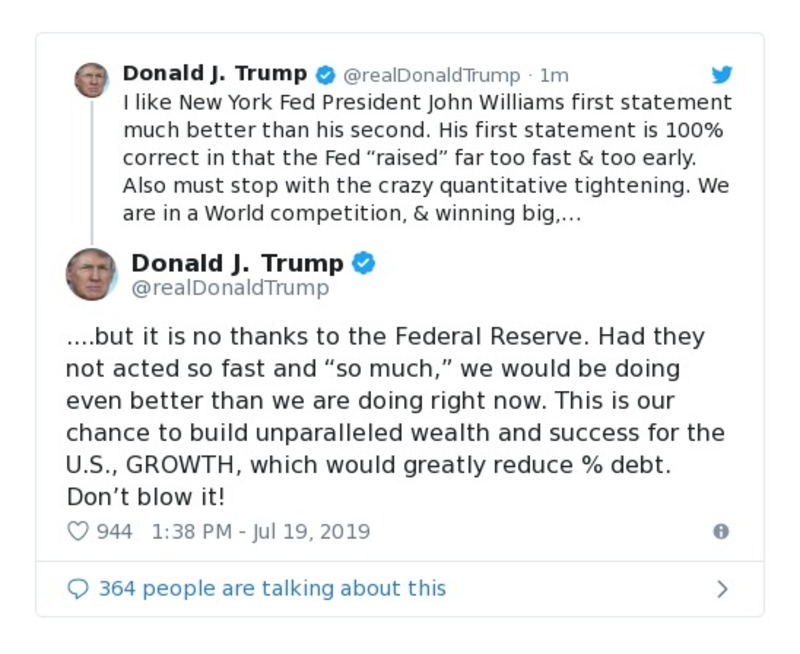 Donald J. Trump @realDonaldTrump · 1m
I like New York Fed President John Williams first statement
much better than his second. His first statement is 100%
correct in that the Fed “raised” far too fast & too early.
Also must stop with the crazy quantitative tightening. We
are in a World competition, & winning big,...
Donald J. Trump
@realDonaldTrump
....but it is no thanks to the Federal Reserve. Had they
not acted so fast and “so much,” we would be doing
even better than we are doing right now. This is our
chance to build unparalleled wealth and success for the
U.S., GROWTH, which would greatly reduce % debt.
Don’t blow it!
944 1:38 PM - Jul 19, 2019
364 people are talking about this